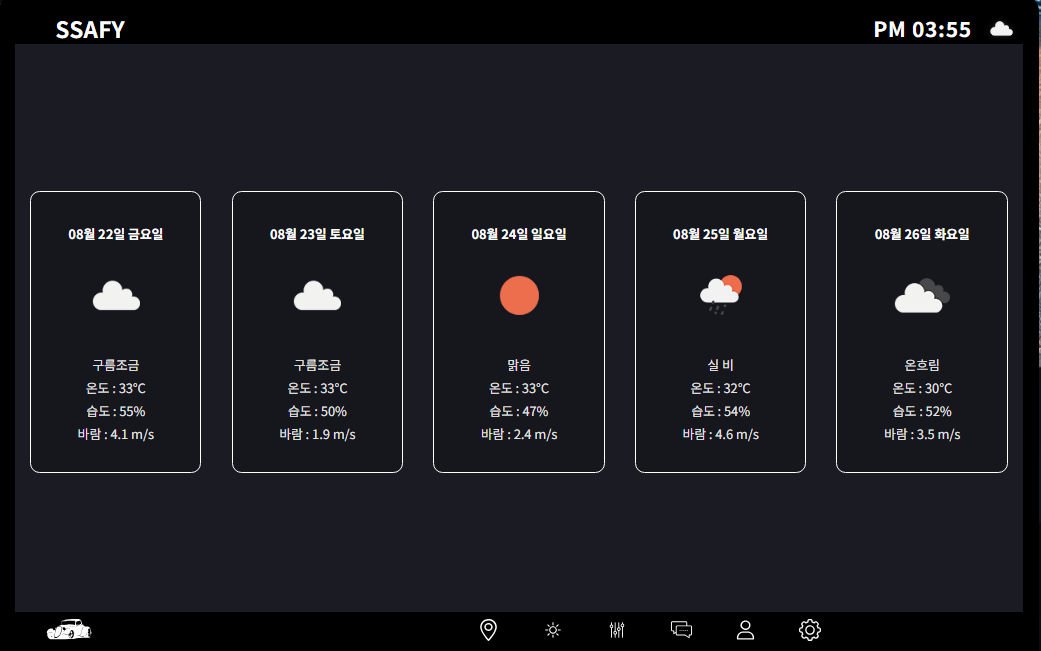 SSAFY
PM 03:55
08월 22일 금요일
구름조금
온도 : 33℃
습도 : 55%
바람 : 4.1 m/s
08월 23일 토요일
구름조금
온도 : 33℃
습도 : 50%
바람 : 1.9 m/s
08월 24일 일요일
맑음
온도 : 33℃
습도 : 47%
바람 : 2.4 m/s
08월 25일 월요일
실 비
온도 : 32℃
습도 : 54%
바람 : 4.6 m/s
08월 26일 화요일
온흐림
온도 : 30℃
습도 : 52%
바람 : 3.5 m/s